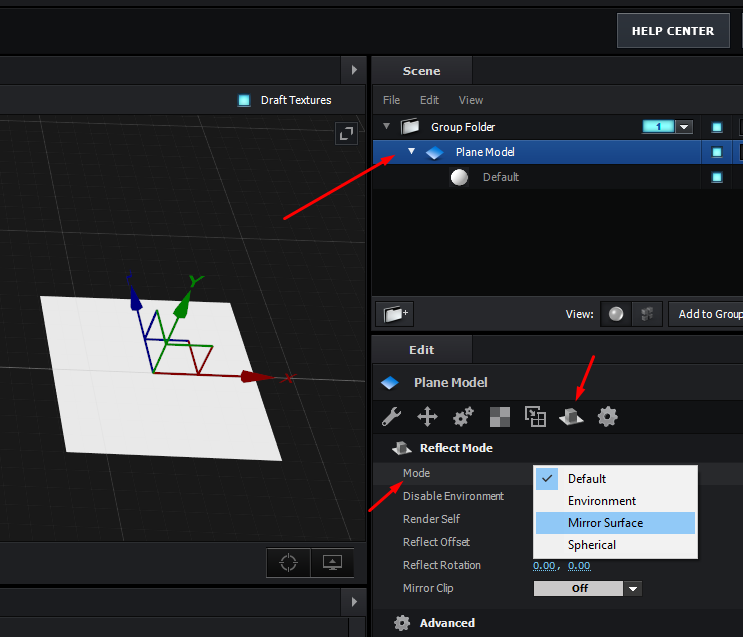 HELP CENTER
Scene
Draft Textures
File Edit View
Group Folder 1
Plane Model
Default
Y
X
View: Add to Group
Edit
Plane Model
Reflect Mode
Mode
Default
Disable Environment
Environment
Render Self
Mirror Surface
Reflect Offset
Spherical
Reflect Rotation 0.00, 0.00
Mirror Clip Off
Advanced